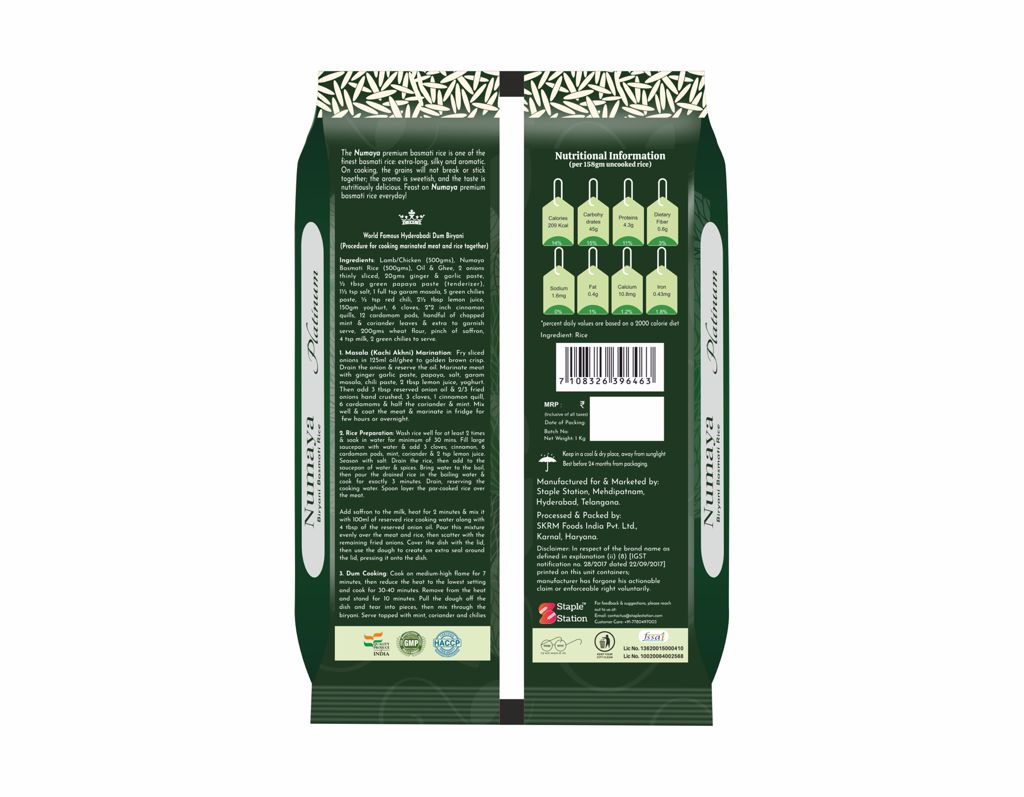 The Numaya premium basmati rice is one of the
finest basmati rice: extra-long, silky and aromatic.
On cooking, the grains will not break or stick
together; the aroma is sweetish, and the taste is
nutritiously delicious. Feast on Numaya premium
basmati rice everyday!
World Famous Hyderabadi Dum Biryani
(Procedure for cooking marinated meat and rice together)
Ingredients: Lamb/Chicken (500gms), Numaya
Basmati Rice (500gms), Oil & Ghee, 2 onions
thinly sliced, 20gms ginger & garlic paste,
½ tbsp green papaya paste (tenderizer),
1½ tsp salt, 1 full tsp garam masala, 5 green chilies
paste, ½ tsp red chili, 2½ tbsp lemon juice,
150gm yoghurt, 6 cloves, 2*2 inch cinnamon
quills, 12 cardamom pods, handful of chopped
mint & coriander leaves & extra to garnish
serve, 200gms wheat flour, pinch of saffron,
4 tsp milk, 2 green chilies to serve.
1. Masala (Kachi Akhni) Marination: Fry sliced
onions in 125ml oil/ghee to golden brown crisp.
Drain the onion & reserve the oil. Marinate meat
with ginger garlic paste, papaya, salt, garam
masala, chili paste, 2 tbsp lemon juice, yoghurt.
Then add 3 tbsp reserved onion oil & 2/3 fried
onions hand crushed, 3 cloves, 1 cinnamon quill,
6 cardamoms & half the coriander & mint. Mix
well & coat the meat & marinate in fridge for
few hours or overnight.
2. Rice Preparation: Wash rice well for at least 2 times
& soak in water for minimum of 30 mins. Fill large
saucepan with water & add 3 cloves, cinnamon, 6
cardamom pods, mint, coriander & 2 tsp lemon juice.
Season with salt. Drain the rice, then add to the
saucepan of water & spices. Bring water to the boil,
then pour the drained rice in the boiling water &
cook for exactly 3 minutes. Drain, reserving the
cooking water. Spoon layer the par-cooked rice over
the meat.
Add saffron to the milk, heat for 2 minutes & mix it
with 100ml of reserved rice cooking water along with
4 tbsp of the reserved onion oil. Pour this mixture
evenly over the meat and rice, then scatter with the
remaining fried onions. Cover the dish with the lid,
then use the dough to create an extra seal around
the lid, pressing it onto the dish.
3. Dum Cooking: Cook on medium-high flame for 7
minutes, then reduce the heat to the lowest setting
and cook for 30-40 minutes. Remove from the heat
and stand for 10 minutes. Pull the dough off the
dish and tear into pieces, then mix through the
biryani. Serve topped with mint, coriander and chilies
QUALITY
PRODUCE
OF
INDIA
GMP
HACCP
Numaya Platinum
Biryani Basmati Rice
Nutritional Information
(per 158gm uncooked rice)
Calories
209 Kcal
14%
Carbohy
drates
45g
15%
Proteins
4.3g
11%
Dietary
Fiber
0.6g
3%
Sodium
1.6mg
0%
Fat
0.4g
1%
Calcium
10.8mg
1.2%
Iron
0.43mg
1.8%
*percent daily values are based on a 2000 calorie diet
Ingredient: Rice
7 108326 396463
MRP : ₹
(Inclusive of all taxes)
Date of Packing:
Batch No:
Net Weight: 1 Kg
Keep in a cool & dry place, away from sunlight
Best before 24 months from packaging.
Manufactured for & Marketed by:
Staple Station, Mehdipatnam,
Hyderabad, Telangana.
Processed & Packed by:
SKRM Foods India Pvt. Ltd.,
Karnal, Haryana.
Disclaimer: In respect of the brand name as
defined in explanation (ii) (8) [IGST
notification no. 28/2017 dated 22/09/2017]
printed on this unit containers;
manufacturer has forgone his actionable
claim or enforceable right voluntarily.
Staple™
Station
For feedback & suggestions, please reach
out to us at:
Email: contactus@staplestation.com
Customer Care: +91-7780497003
KEEP YOUR
CITY CLEAN
fssai
Lic No. 13620015000410
Lic No. 10020064002568
Numaya Platinum
Biryani Basmati Rice